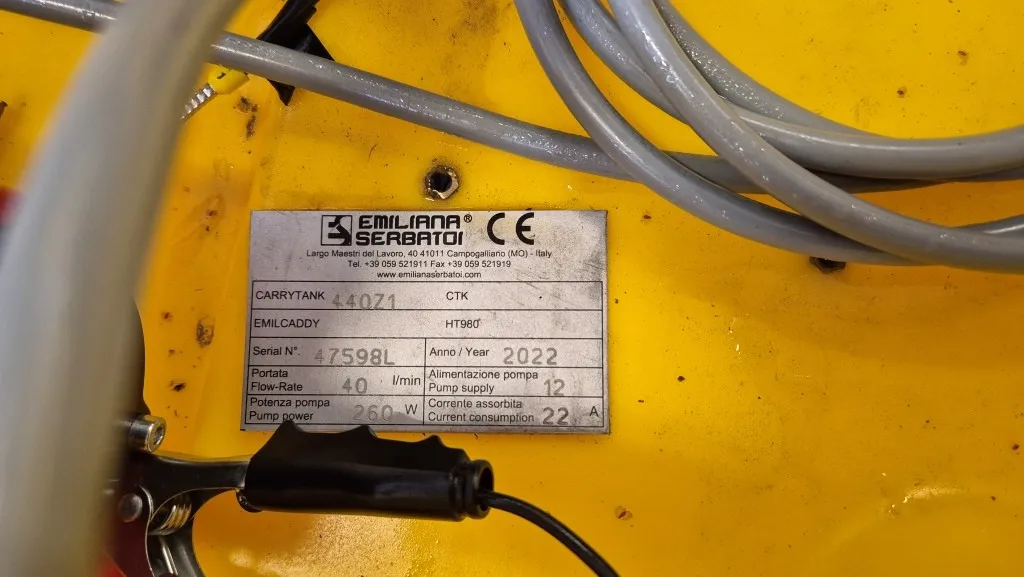 EMILIANA® SERBATOI CE
Largo Maestri del Lavoro, 40 41011 Campogalliano (MO) - Italy
Tel. +39 059 521911 Fax +39 059 521919
www.emilianaserbatoi.com
CARRYTANK 440Z1 CTK
EMILCADDY HT980
Serial N°. 47598L Anno / Year 2022
Portata Flow-Rate 40 l/min Alimentazione pompa Pump supply 12
Potenza pompa Pump power 260 W Corrente assorbita Current consumption 22 A